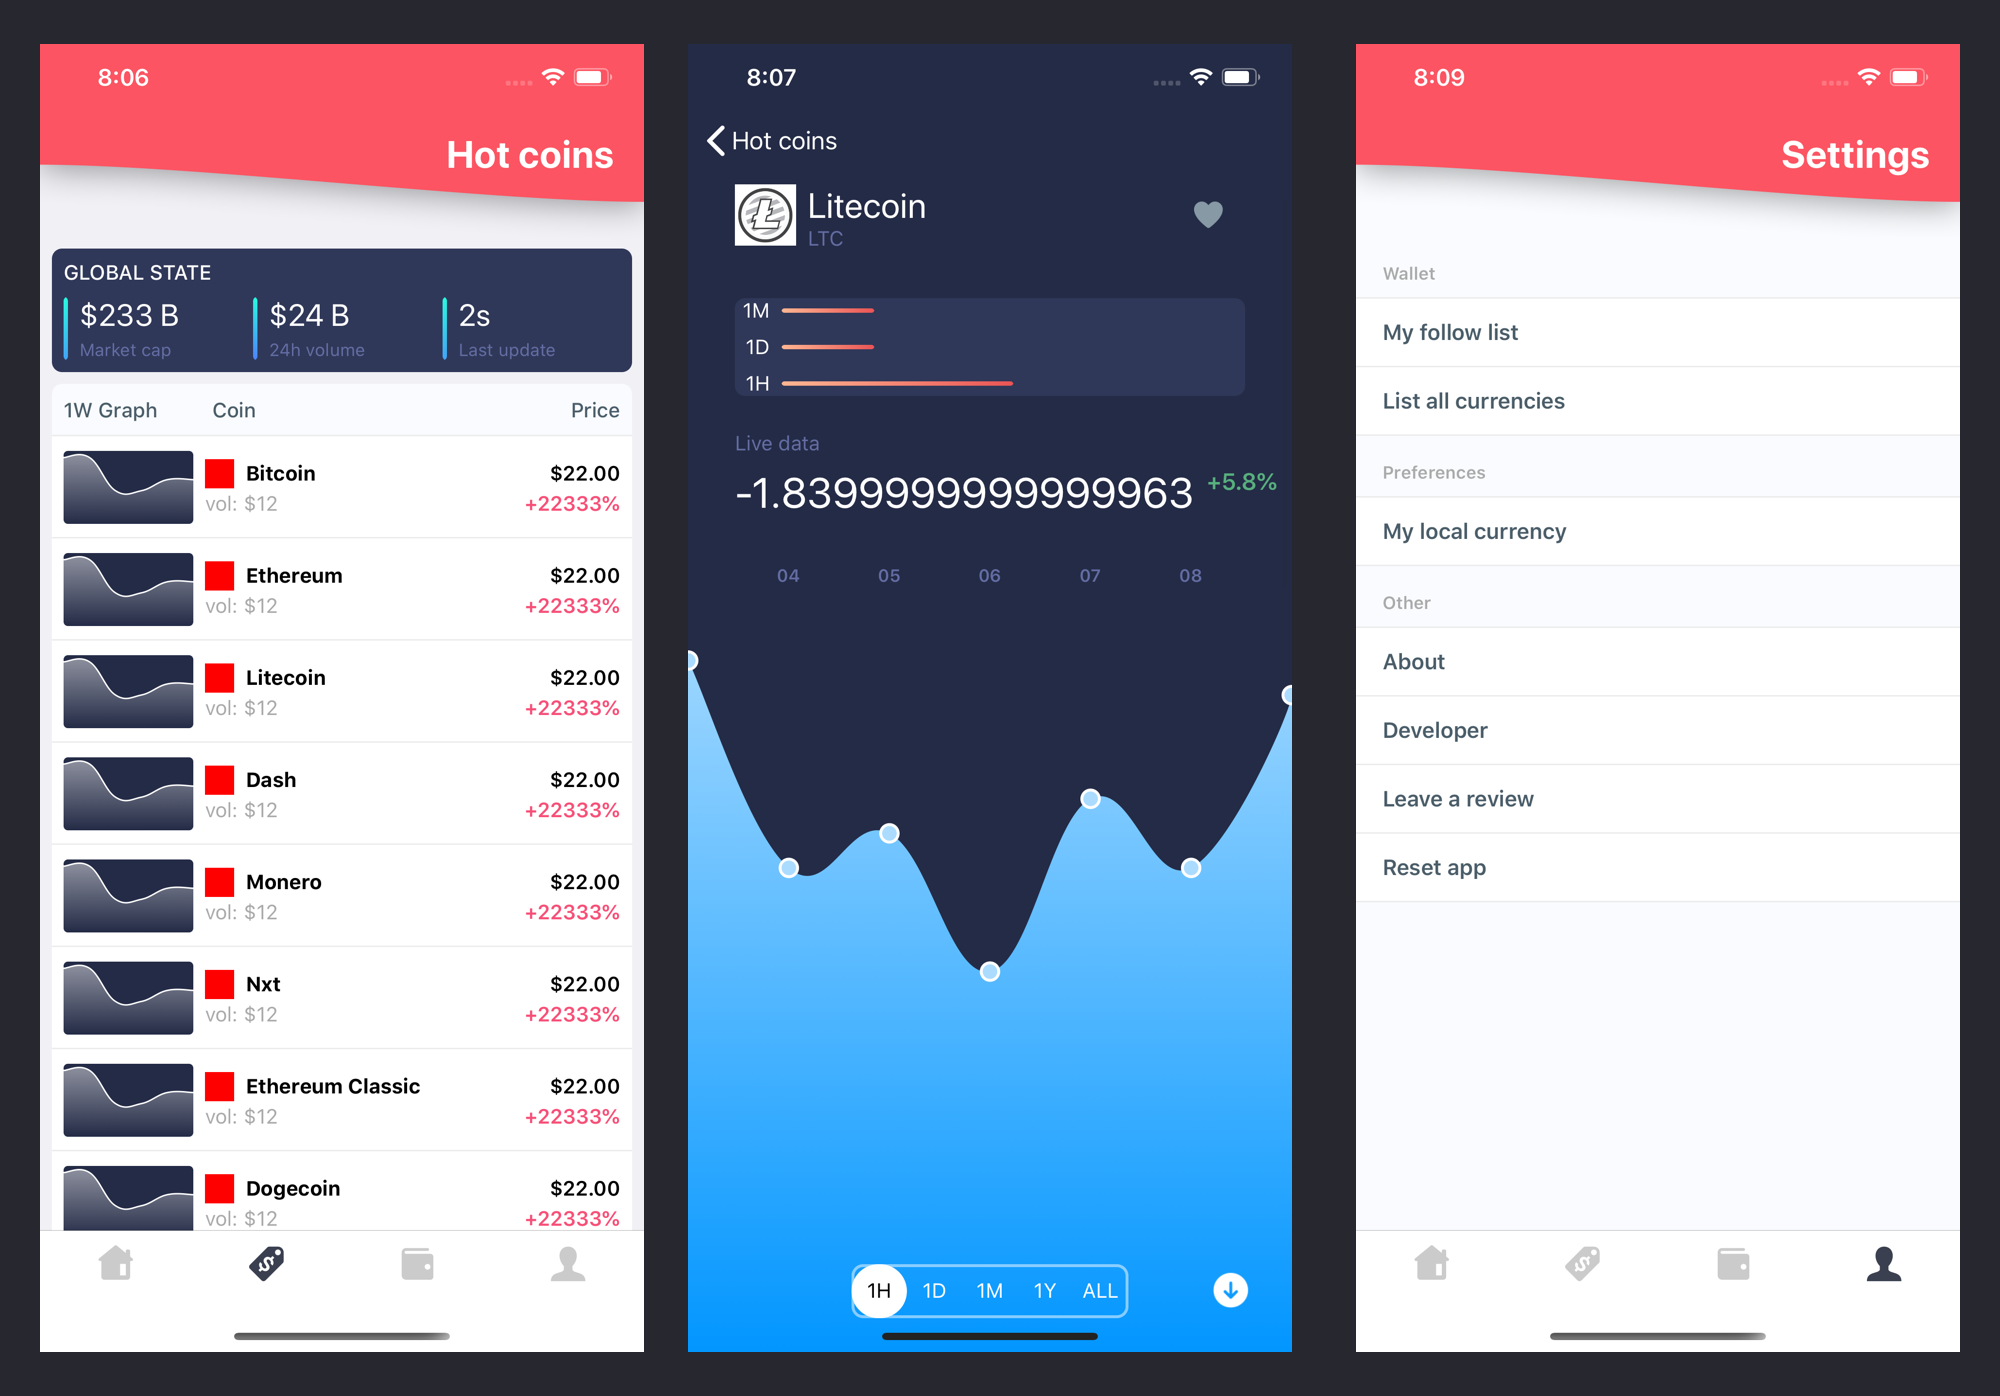 8:06
Hot coins
GLOBAL STATE
$233 B $24 B 2s
Market cap 24h volume Last update
1W Graph Coin Price
Bitcoin $22.00
vol: $12 +22333%
Ethereum $22.00
vol: $12 +22333%
Litecoin $22.00
vol: $12 +22333%
Dash $22.00
vol: $12 +22333%
Monero $22.00
vol: $12 +22333%
Nxt $22.00
vol: $12 +22333%
Ethereum Classic $22.00
vol: $12 +22333%
Dogecoin $22.00
vol: $12 +22333%
8:07
Hot coins
Litecoin
LTC
1M
1D
1H
Live data
-1.8399999999999963 +5.8%
04 05 06 07 08
1H 1D 1M 1Y ALL
8:09
Settings
Wallet
My follow list
List all currencies
Preferences
My local currency
Other
About
Developer
Leave a review
Reset app